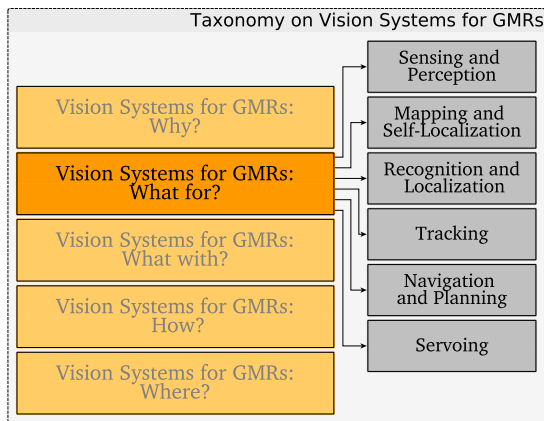 Taxonomy on Vision Systems for GMRs
Vision Systems for GMRs:
Why?
Vision Systems for GMRs:
What for?
Vision Systems for GMRs:
What with?
Vision Systems for GMRs:
How?
Vision Systems for GMRs:
Where?
Sensing and
Perception
Mapping and
Self-Localization
Recognition and
Localization
Tracking
Navigation
and Planning
Servoing